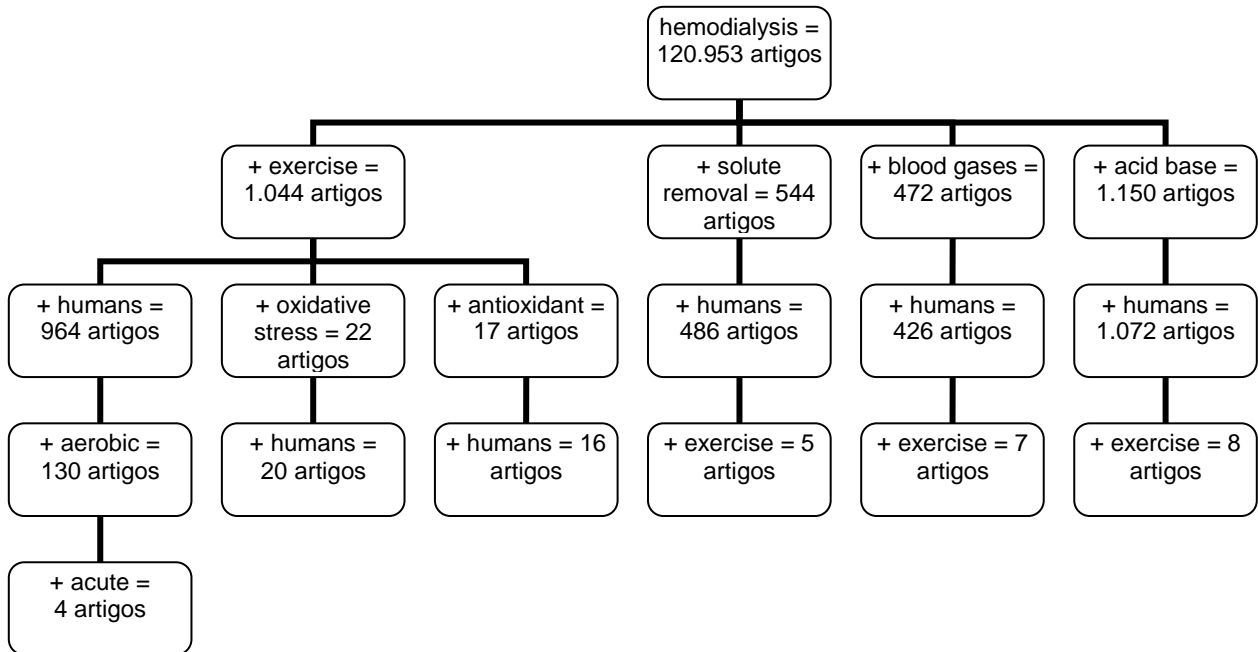 hemodialysis =
120.953 artigos
+ exercise =
1.044 artigos
+ solute
removal = 544
artigos
+ blood gases =
472 artigos
+ acid base =
1.150 artigos
+ humans =
964 artigos
+ oxidative
stress = 22
artigos
+ antioxidant =
17 artigos
+ humans =
486 artigos
+ humans =
426 artigos
+ humans =
1.072 artigos
+ aerobic =
130 artigos
+ humans =
20 artigos
+ humans = 16
artigos
+ exercise = 5
artigos
+ exercise = 7
artigos
+ exercise = 8
artigos
+ acute =
4 artigos